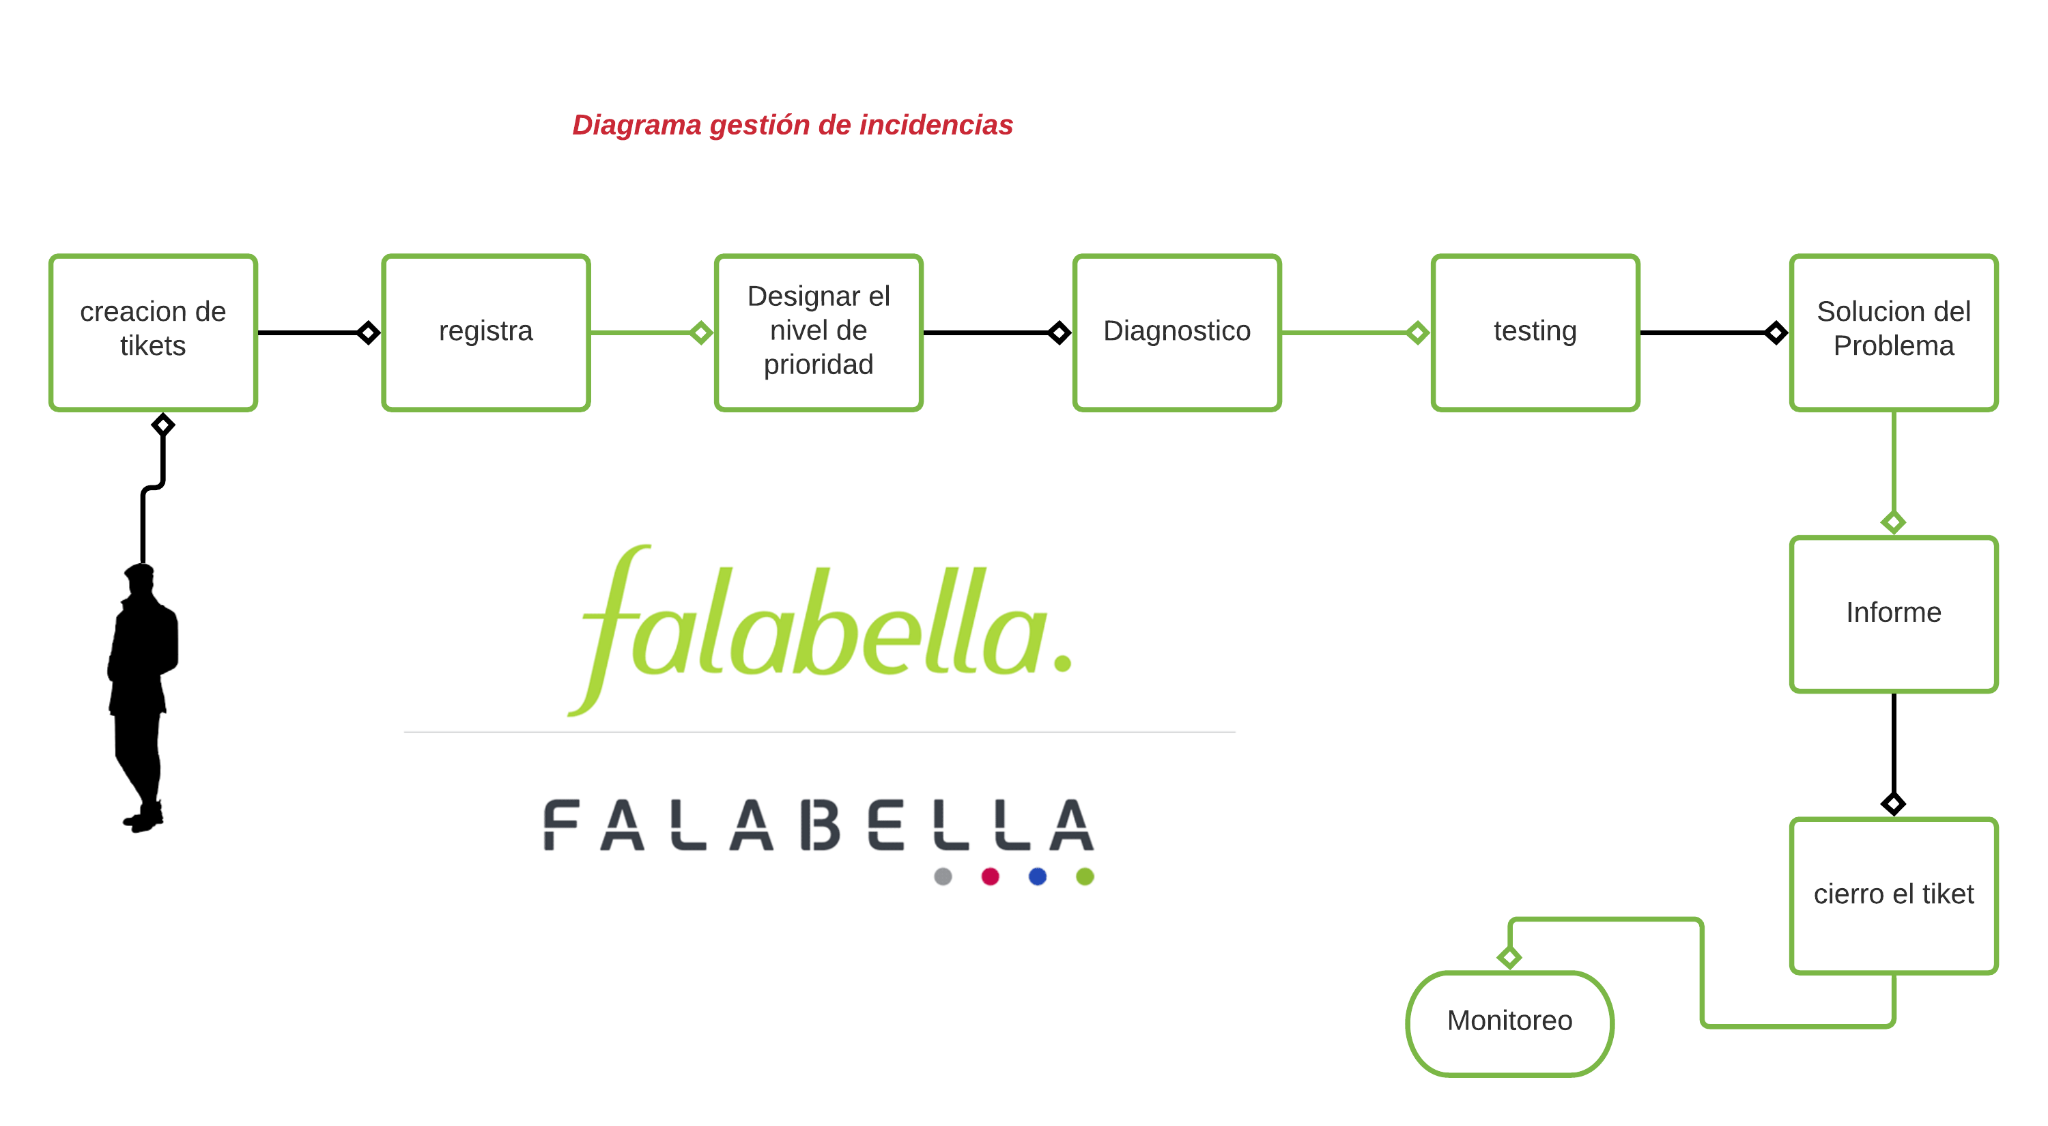 Diagrama gestión de incidencias
creacion de
tikets
registra
Designar el
nivel de
prioridad
Diagnostico
testing
Solucion del
Problema
Informe
cierro el tiket
Monitoreo
falabella.
FALABELLA